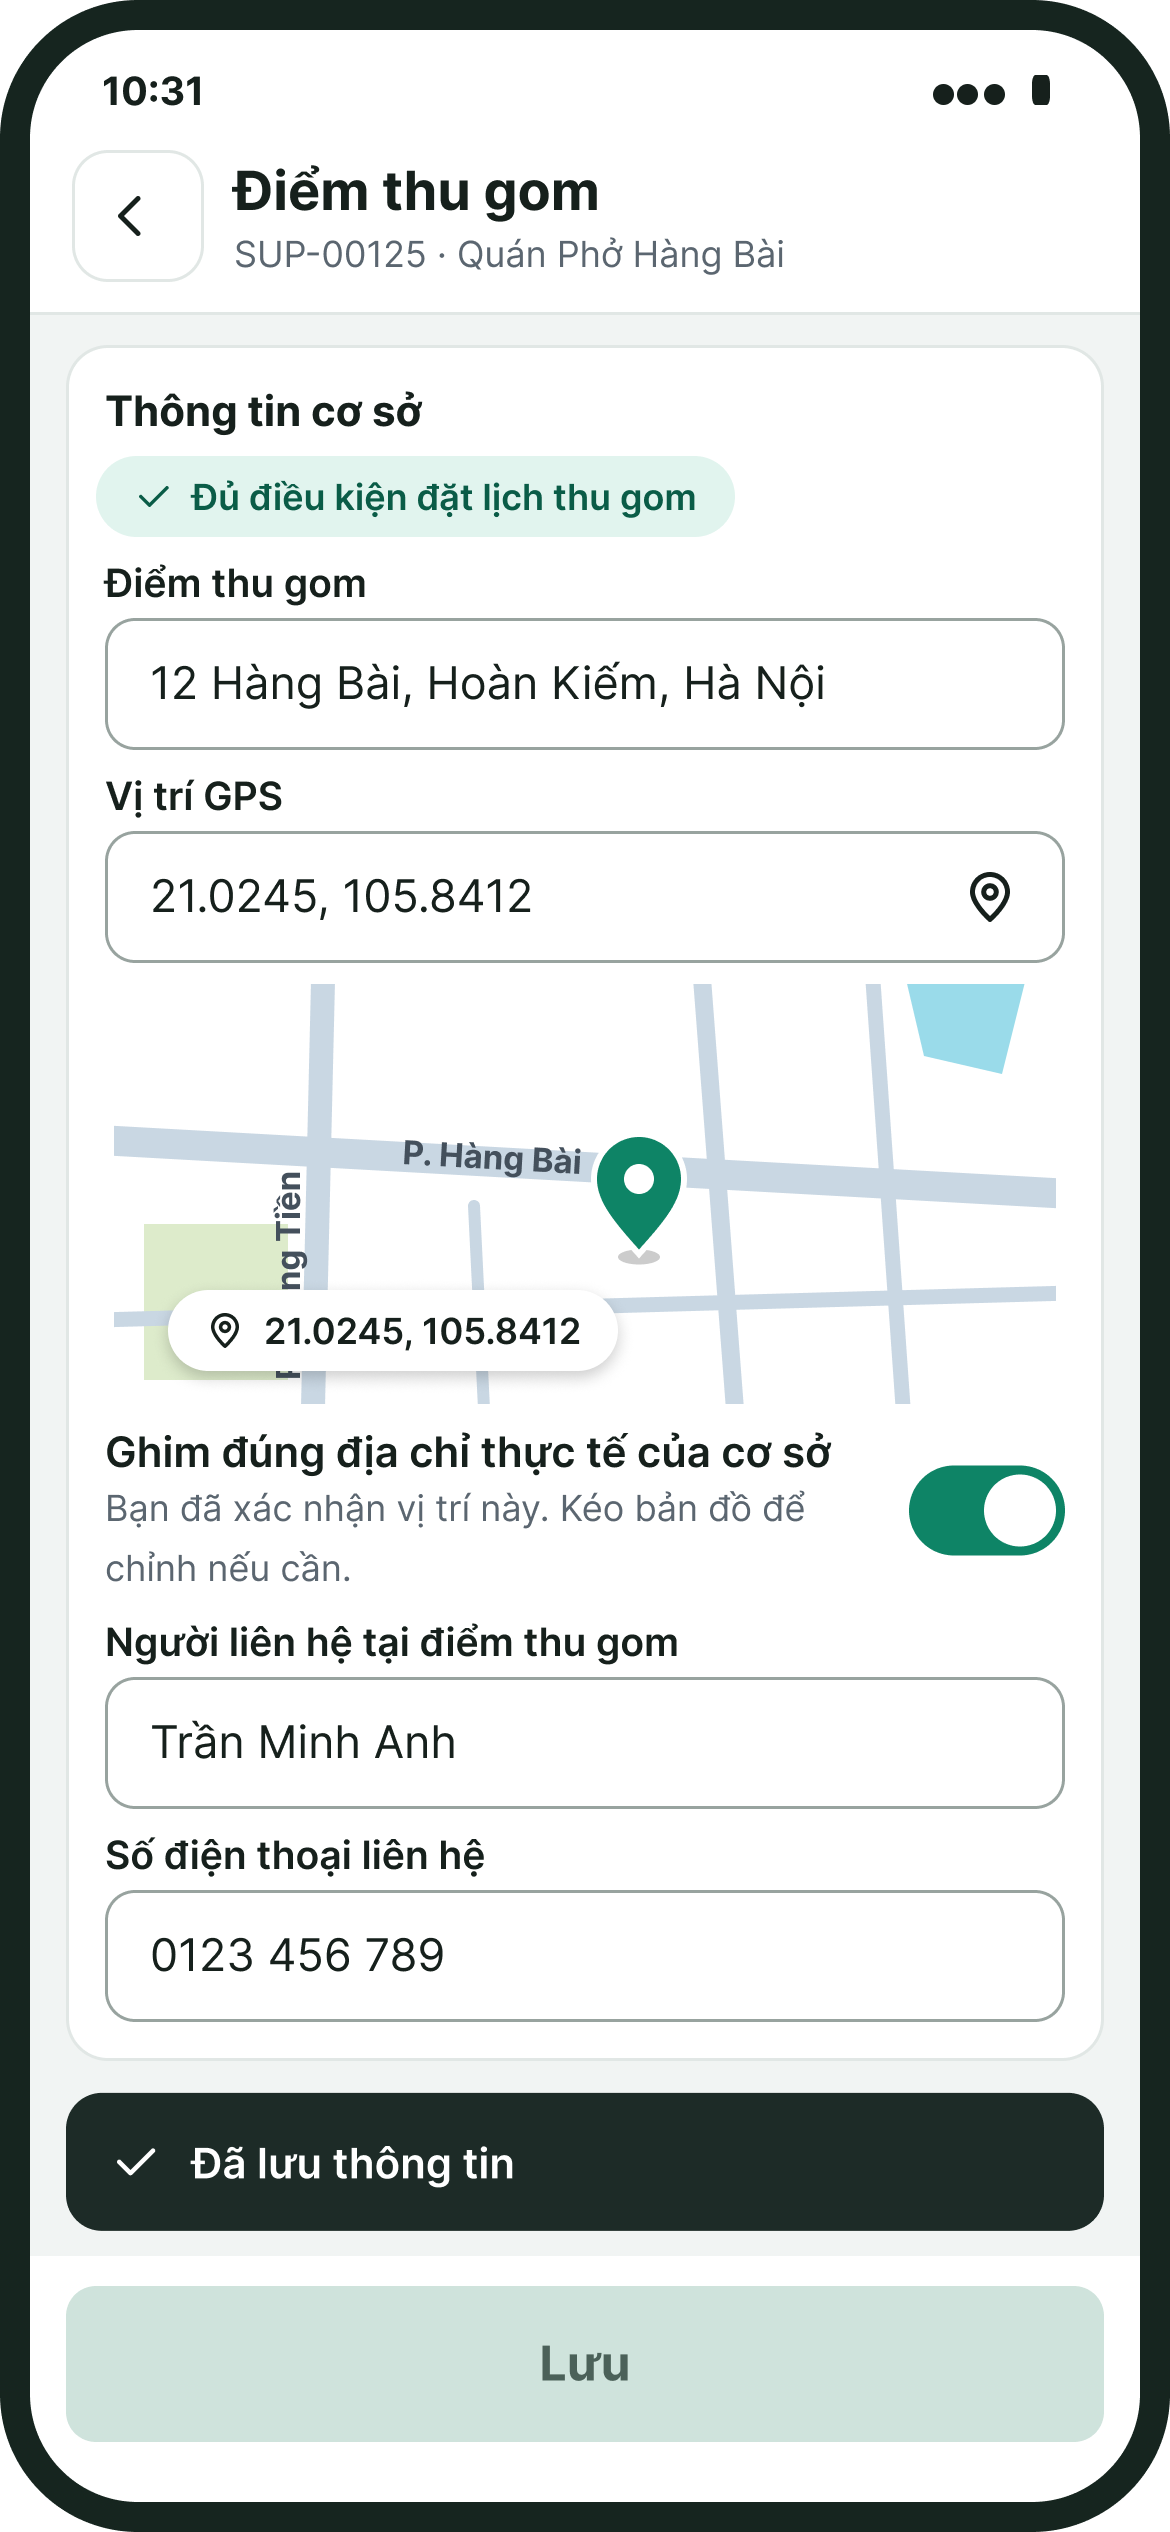 10:31
Điểm thu gom
SUP-00125 · Quán Phở Hàng Bài
Thông tin cơ sở
Đủ điều kiện đặt lịch thu gom
Điểm thu gom
12 Hàng Bài, Hoàn Kiếm, Hà Nội
Vị trí GPS
21.0245, 105.8412
P. Hàng Bài
ng Tiền
21.0245, 105.8412
Ghim đúng địa chỉ thực tế của cơ sở
Bạn đã xác nhận vị trí này. Kéo bản đồ để
chỉnh nếu cần.
Người liên hệ tại điểm thu gom
Trần Minh Anh
Số điện thoại liên hệ
0123 456 789
Đã lưu thông tin
Lưu